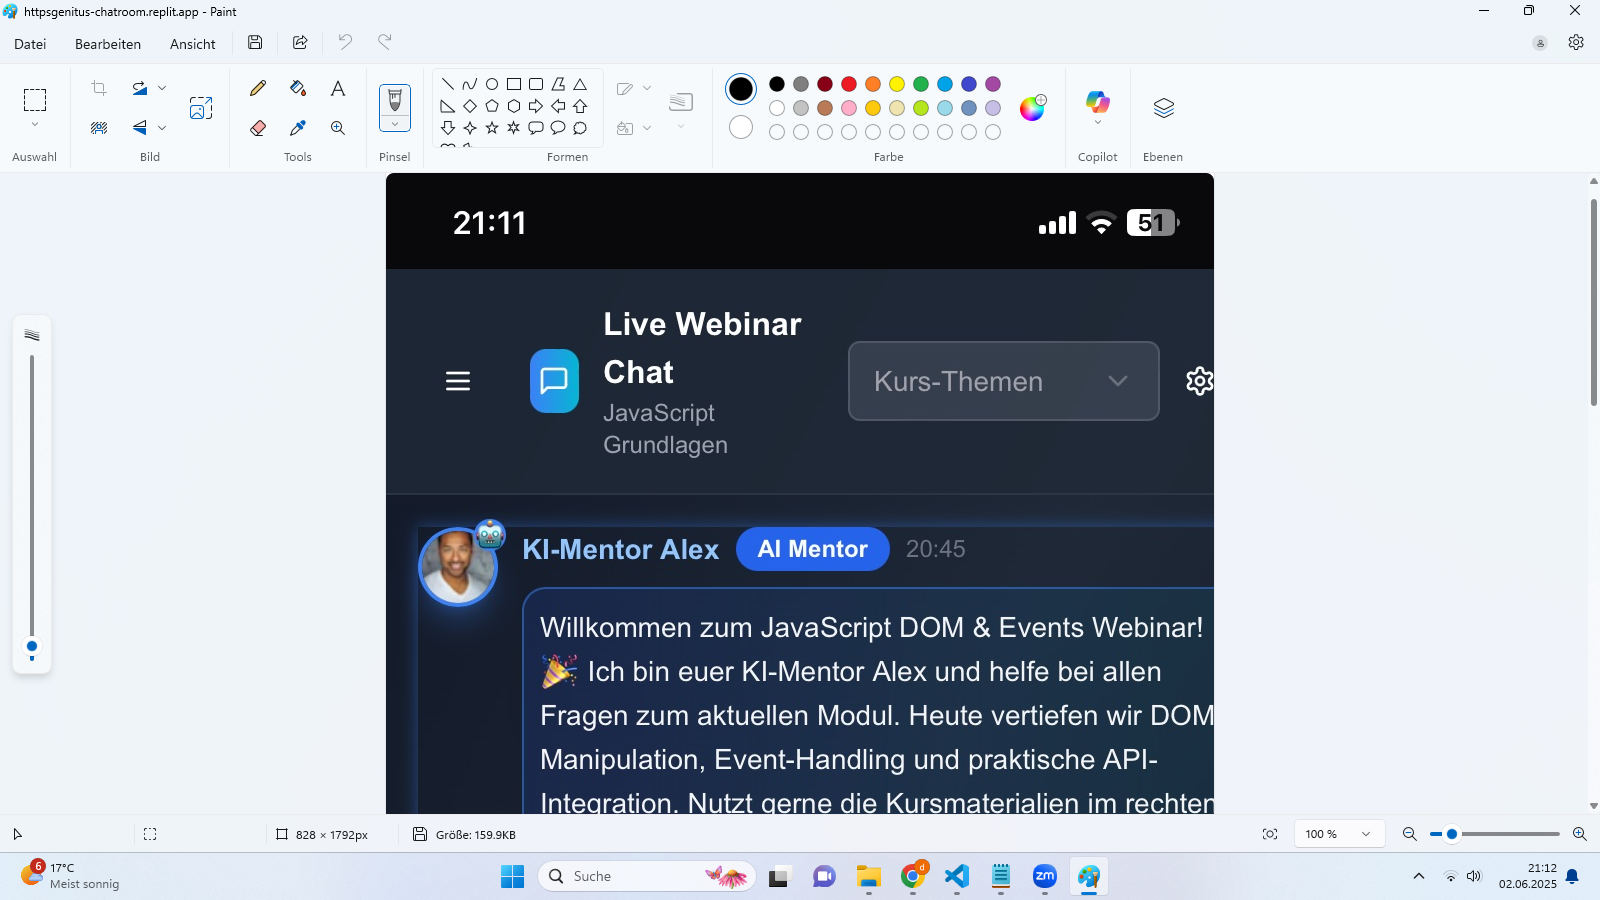 httpsgenitus-chatroom.replit.app - Paint
Datei Bearbeiten Ansicht
Auswahl Bild Tools Pinsel Formen Farbe Copilot Ebenen
21:11 51
Live Webinar
Chat
JavaScript
Grundlagen
Kurs-Themen
KI-Mentor Alex AI Mentor 20:45
Willkommen zum JavaScript DOM & Events Webinar!
🎉 Ich bin euer KI-Mentor Alex und helfe bei allen
Fragen zum aktuellen Modul. Heute vertiefen wir DOM
Manipulation, Event-Handling und praktische API-
Integration. Nutzt gerne die Kursmaterialien im rechten
828 × 1792px Größe: 159.9KB 100 %
6 17°C
Meist sonnig
Suche
d
zm
21:12
02.06.2025